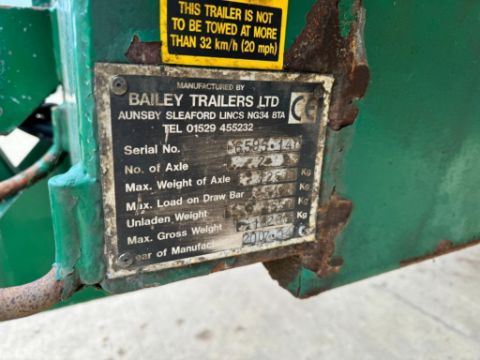 THIS TRAILER IS NOT
TO BE TOWED AT MORE
THAN 32 km/h (20 mph)
MANUFACTURED BY
BAILEY TRAILERS LTD
AUNSBY SLEAFORD LINCS NG34 8TA
TEL 01529 455232
CE
Serial No.
No. of Axle 2
Max. Weight of Axle Kg
Max. Load on Draw Bar Kg
Unladen Weight Kg
Max. Gross Weight Kg
ear of Manufacture